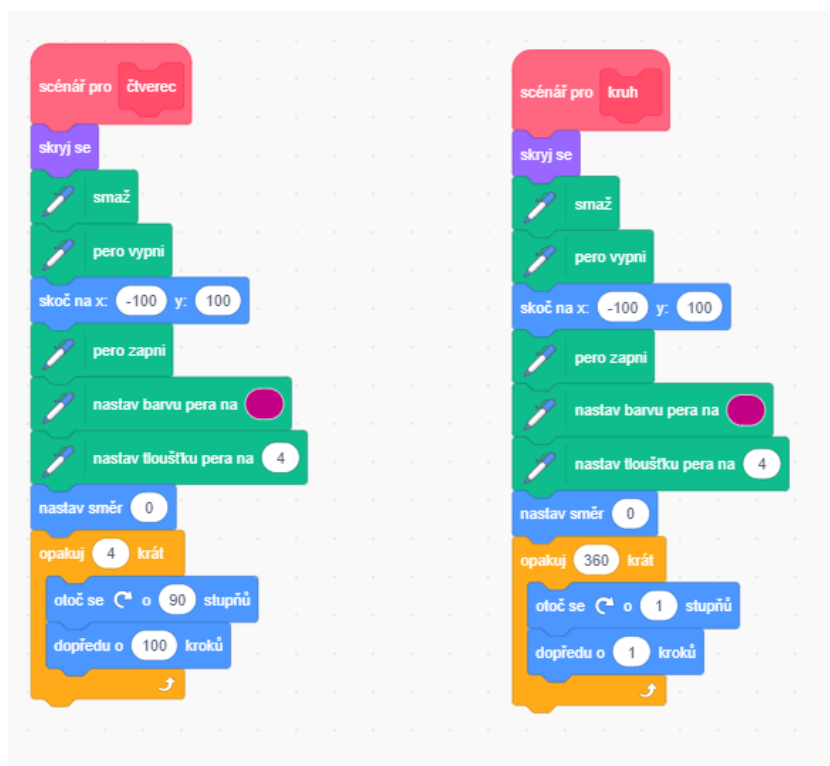 scénář pro čtverec
skryj se
smaž
pero vypni
skoč na x: -100 y: 100
pero zapni
nastav barvu pera na
nastav tloušťku pera na 4
nastav směr 0
opakuj 4 krát
otoč se o 90 stupňů
dopředu o 100 kroků
scénář pro kruh
skryj se
smaž
pero vypni
skoč na x: -100 y: 100
pero zapni
nastav barvu pera na
nastav tloušťku pera na 4
nastav směr 0
opakuj 360 krát
otoč se o 1 stupňů
dopředu o 1 kroků